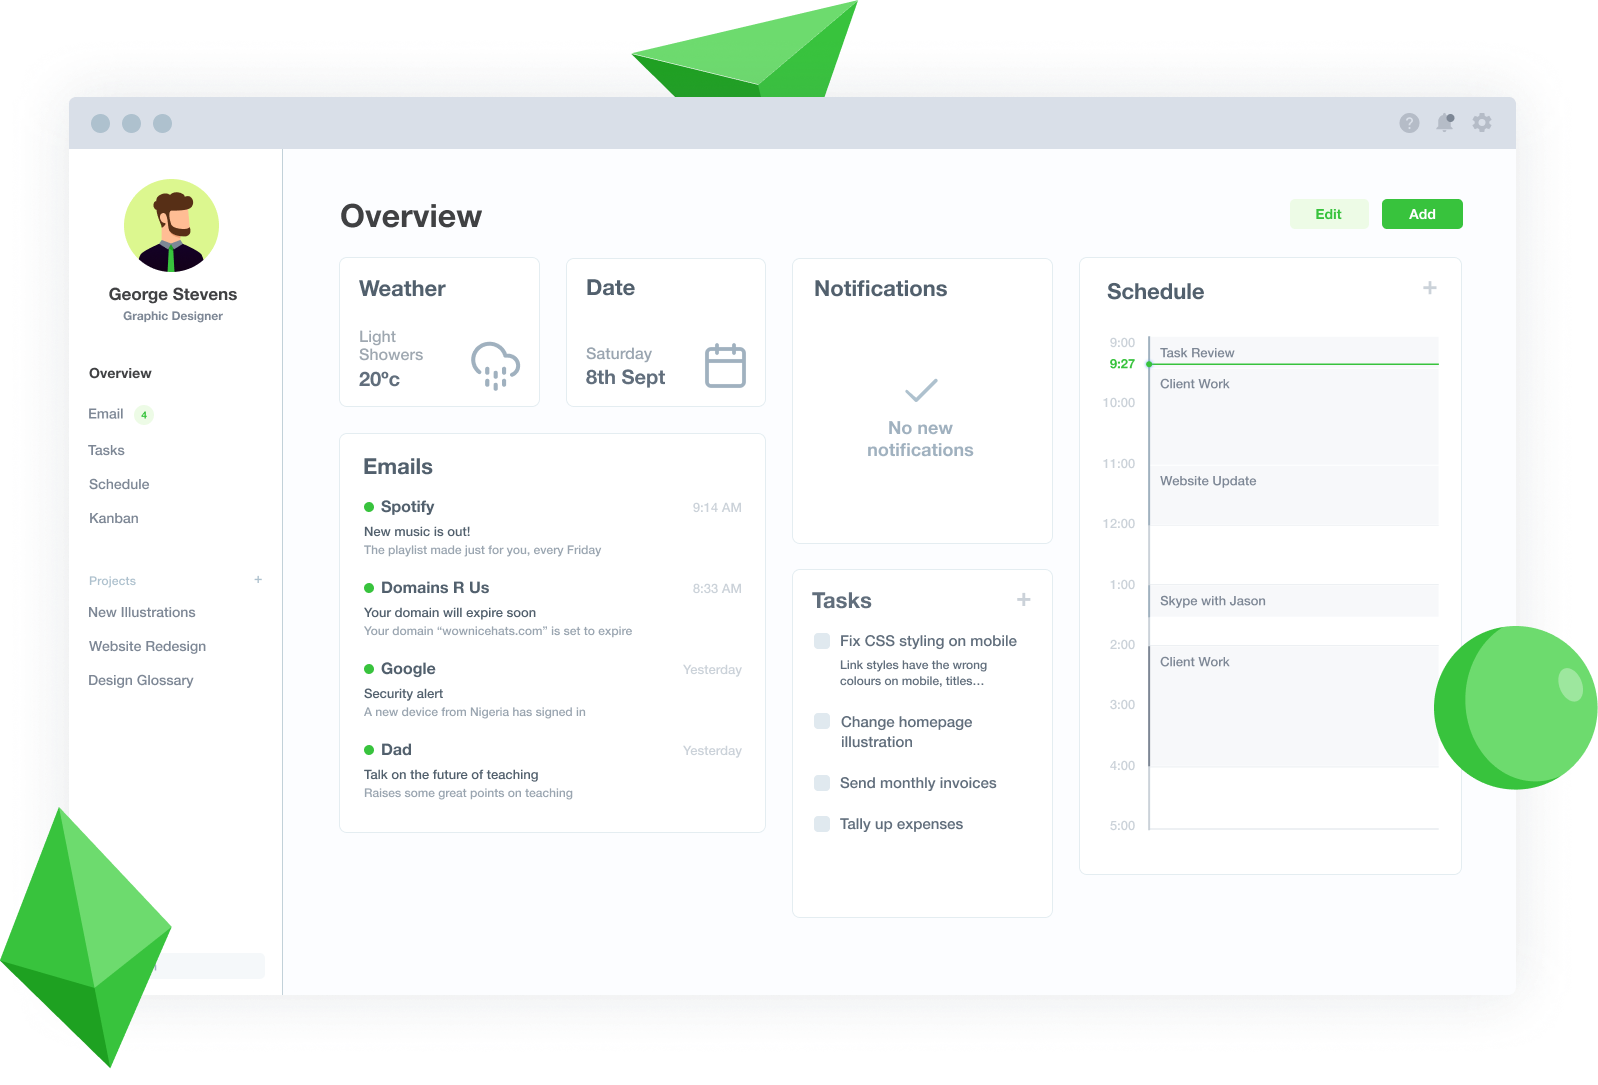 George Stevens
Graphic Designer
Overview
Email 4
Tasks
Schedule
Kanban
Projects +
New Illustrations
Website Redesign
Design Glossary
Overview
Edit
Add
Weather
Light
Showers
20ºc
Date
Saturday
8th Sept
Emails
Spotify 9:14 AM
New music is out!
The playlist made just for you, every Friday
Domains R Us 8:33 AM
Your domain will expire soon
Your domain “wownicehats.com” is set to expire
Google Yesterday
Security alert
A new device from Nigeria has signed in
Dad Yesterday
Talk on the future of teaching
Raises some great points on teaching
Notifications
No new
notifications
Tasks +
Fix CSS styling on mobile
Link styles have the wrong
colours on mobile, titles...
Change homepage
illustration
Send monthly invoices
Tally up expenses
Schedule +
9:00
Task Review
9:27
Client Work
10:00
11:00
Website Update
12:00
1:00
Skype with Jason
2:00
Client Work
3:00
4:00
5:00